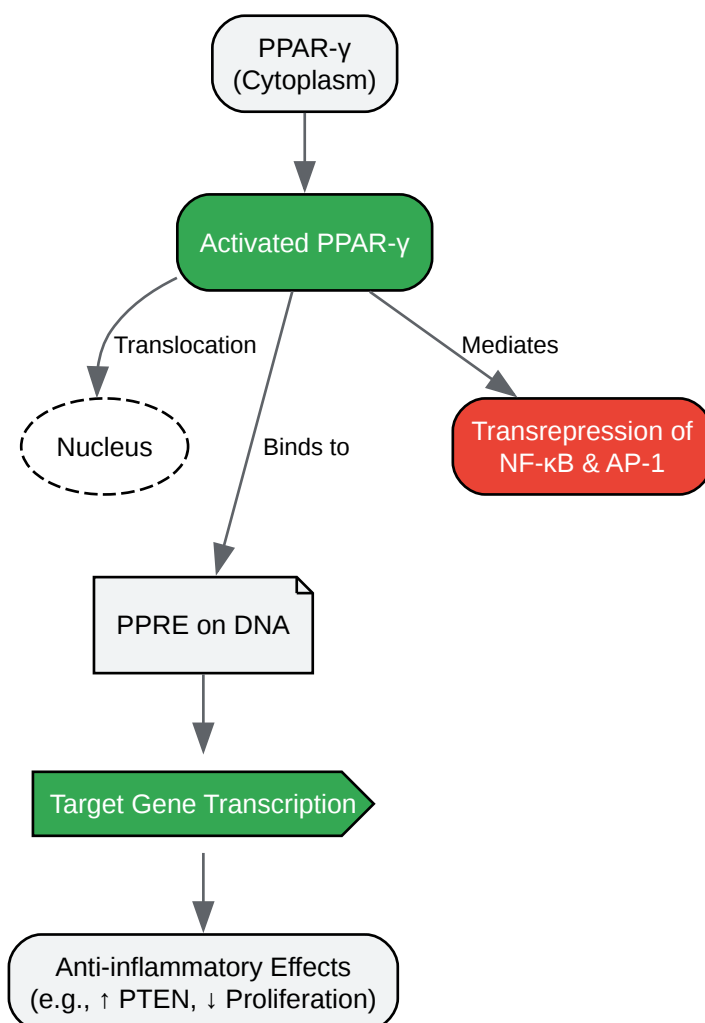 PPAR-γ
(Cytoplasm)
Activated PPAR-γ
Translocation
Mediates
Nucleus
Binds to
Transrepression of
NF-κB & AP-1
PPRE on DNA
Target Gene Transcription
Anti-inflammatory Effects
(e.g., ↑ PTEN, ↓ Proliferation)